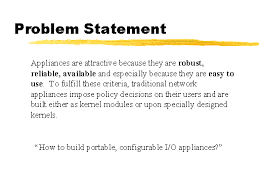 Problem Statement
Appliances are attractive because they are robust,
reliable, available and especially because they are easy to
use. To fulfill these criteria, traditional network
appliances impose policy decisions on their users and are
built either as kernel modules or upon specially designed
kernels.
“How to build portable, configurable I/O appliances?”